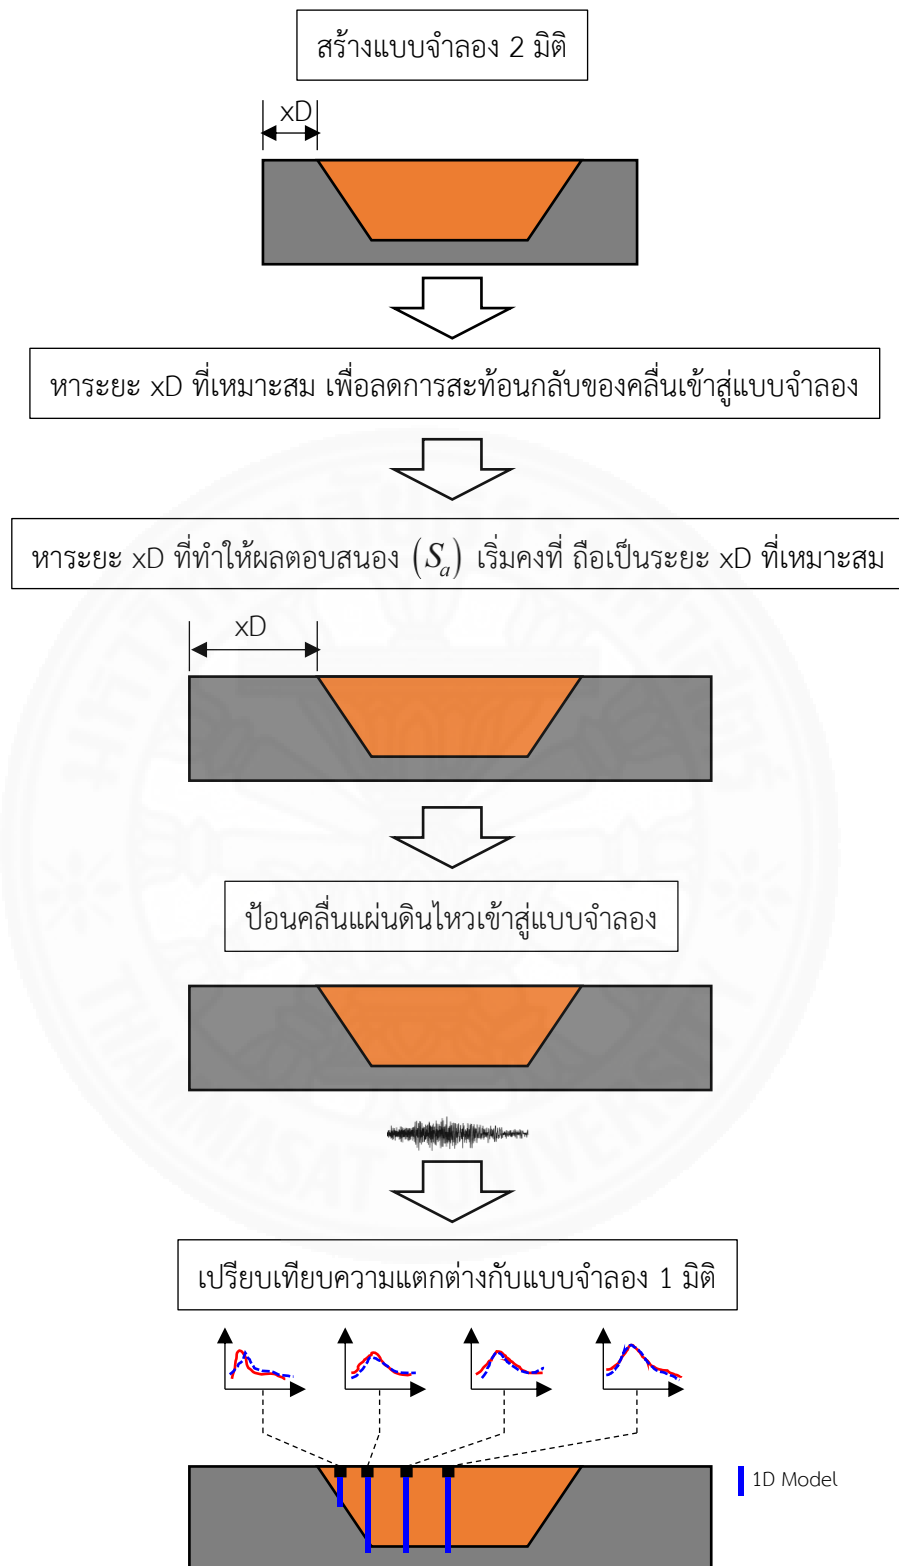 สร้างแบบจำลอง 2 มิติ
xD
หาระยะ xD ที่เหมาะสม เพื่อลดการสะท้อนกลับของคลื่นเข้าสู่แบบจำลอง
หาระยะ xD ที่ทำให้ผลตอบสนอง (Sₐ) เริ่มคงที่ ถือเป็นระยะ xD ที่เหมาะสม
xD
ป้อนคลื่นแผ่นดินไหวเข้าสู่แบบจำลอง
เปรียบเทียบความแตกต่างกับแบบจำลอง 1 มิติ
1D Model
THAMMASAT UNIVERSITY